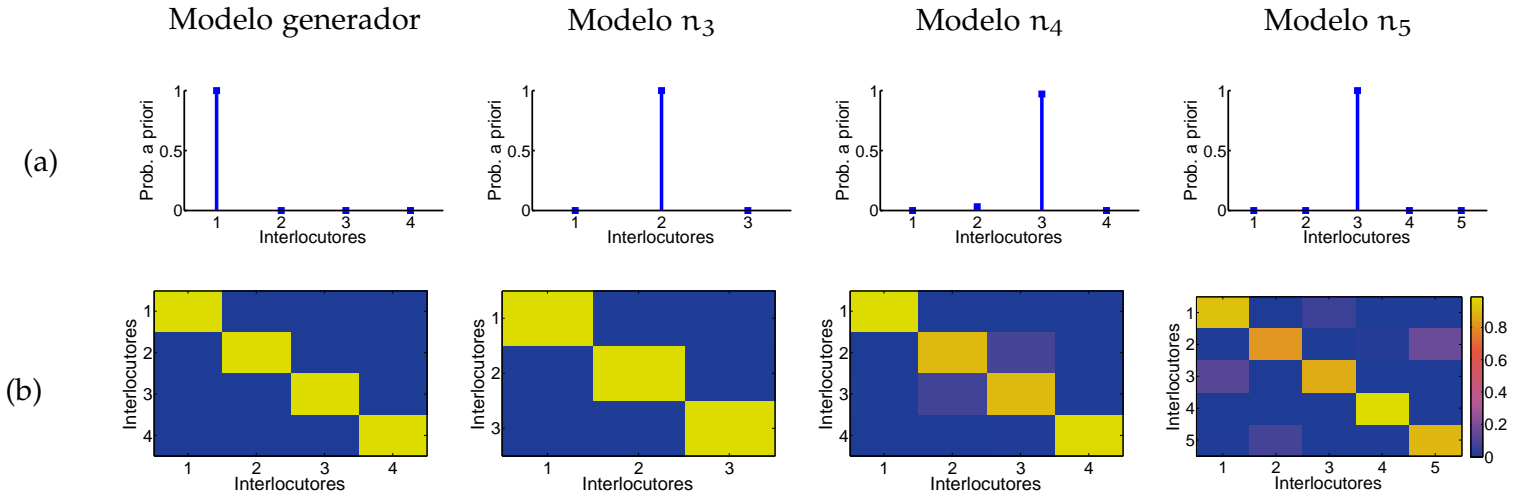 Modelo generador
Modelo n3
Modelo n4
Modelo n5
(a)
Prob. a priori
1
0.5
0
1 2 3 4
Interlocutores
Prob. a priori
1
0.5
0
1 2 3
Interlocutores
Prob. a priori
1
0.5
0
1 2 3 4
Interlocutores
Prob. a priori
1
0.5
0
1 2 3 4 5
Interlocutores
(b)
Interlocutores
1
2
3
4
1 2 3 4
Interlocutores
Interlocutores
1
2
3
1 2 3
Interlocutores
Interlocutores
1
2
3
4
1 2 3 4
Interlocutores
Interlocutores
1
2
3
4
5
1 2 3 4 5
Interlocutores
0.8
0.6
0.4
0.2
0